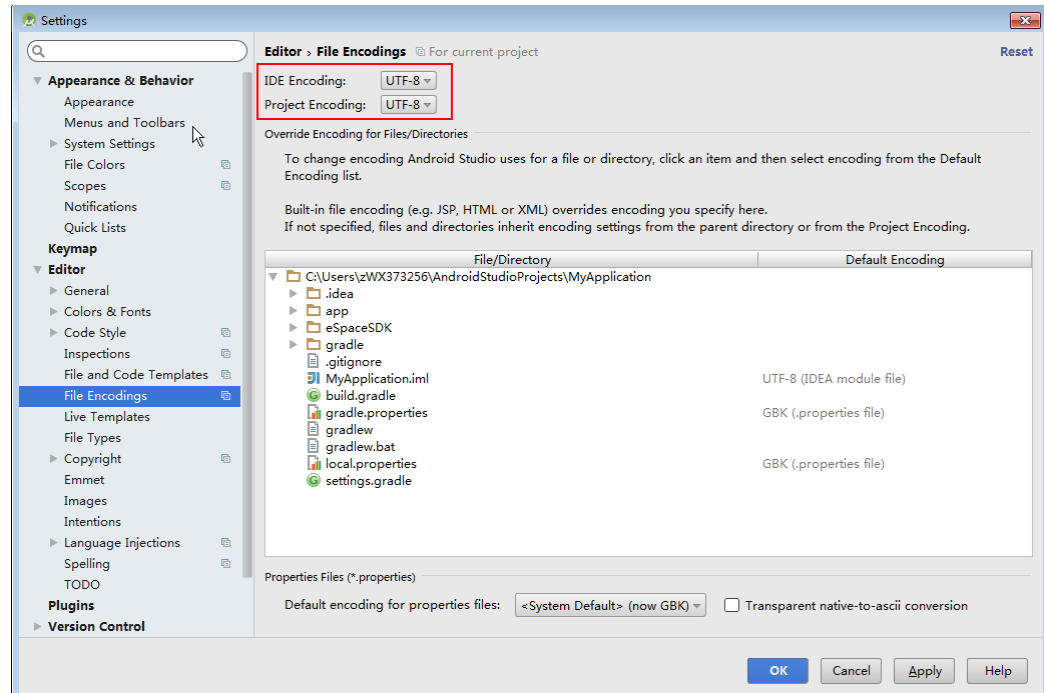 Settings
Editor › File Encodings For current project Reset
Appearance & Behavior
Appearance
Menus and Toolbars
System Settings
File Colors
Scopes
Notifications
Quick Lists
Keymap
Editor
General
Colors & Fonts
Code Style
Inspections
File and Code Templates
File Encodings
Live Templates
File Types
Copyright
Emmet
Images
Intentions
Language Injections
Spelling
TODO
Plugins
Version Control
IDE Encoding: UTF-8
Project Encoding: UTF-8
Override Encoding for Files/Directories
To change encoding Android Studio uses for a file or directory, click an item and then select encoding from the Default
Encoding list.
Built-in file encoding (e.g. JSP, HTML or XML) overrides encoding you specify here.
If not specified, files and directories inherit encoding settings from the parent directory or from the Project Encoding.
File/Directory Default Encoding
C:\Users\zWX373256\AndroidStudioProjects\MyApplication
.idea
app
eSpaceSDK
gradle
.gitignore
MyApplication.iml UTF-8 (IDEA module file)
build.gradle
gradle.properties GBK (.properties file)
gradlew
gradlew.bat
local.properties GBK (.properties file)
settings.gradle
Properties Files (*.properties)
Default encoding for properties files: <System Default> (now GBK) Transparent native-to-ascii conversion
OK Cancel Apply Help